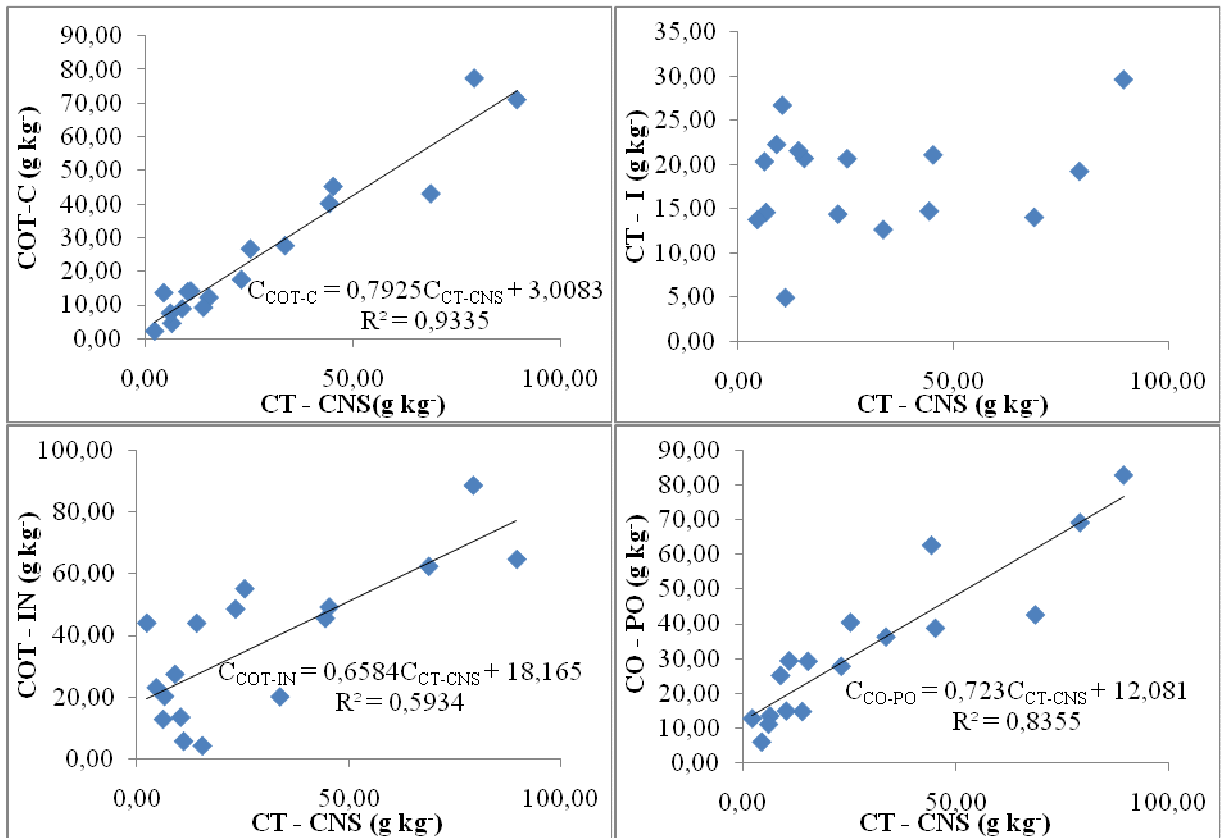 90,00
80,00
70,00
60,00
50,00
40,00
30,00
20,00
10,00
0,00
COT-C (g kg⁻)
C_COT-C = 0,7925C_CT-CNS + 3,0083
R² = 0,9335
0,00 50,00 100,00
CT - CNS(g kg⁻)
35,00
30,00
25,00
20,00
15,00
10,00
5,00
0,00
CT - I (g kg⁻)
0,00 50,00 100,00
CT - CNS (g kg⁻)
100,00
80,00
60,00
40,00
20,00
0,00
COT - IN (g kg⁻)
C_COT-IN = 0,6584C_CT-CNS + 18,165
R² = 0,5934
0,00 50,00 100,00
CT - CNS (g kg⁻)
90,00
80,00
70,00
60,00
50,00
40,00
30,00
20,00
10,00
0,00
CO - PO (g kg⁻)
C_CO-PO = 0,723C_CT-CNS + 12,081
R² = 0,8355
0,00 50,00 100,00
CT - CNS (g kg⁻)